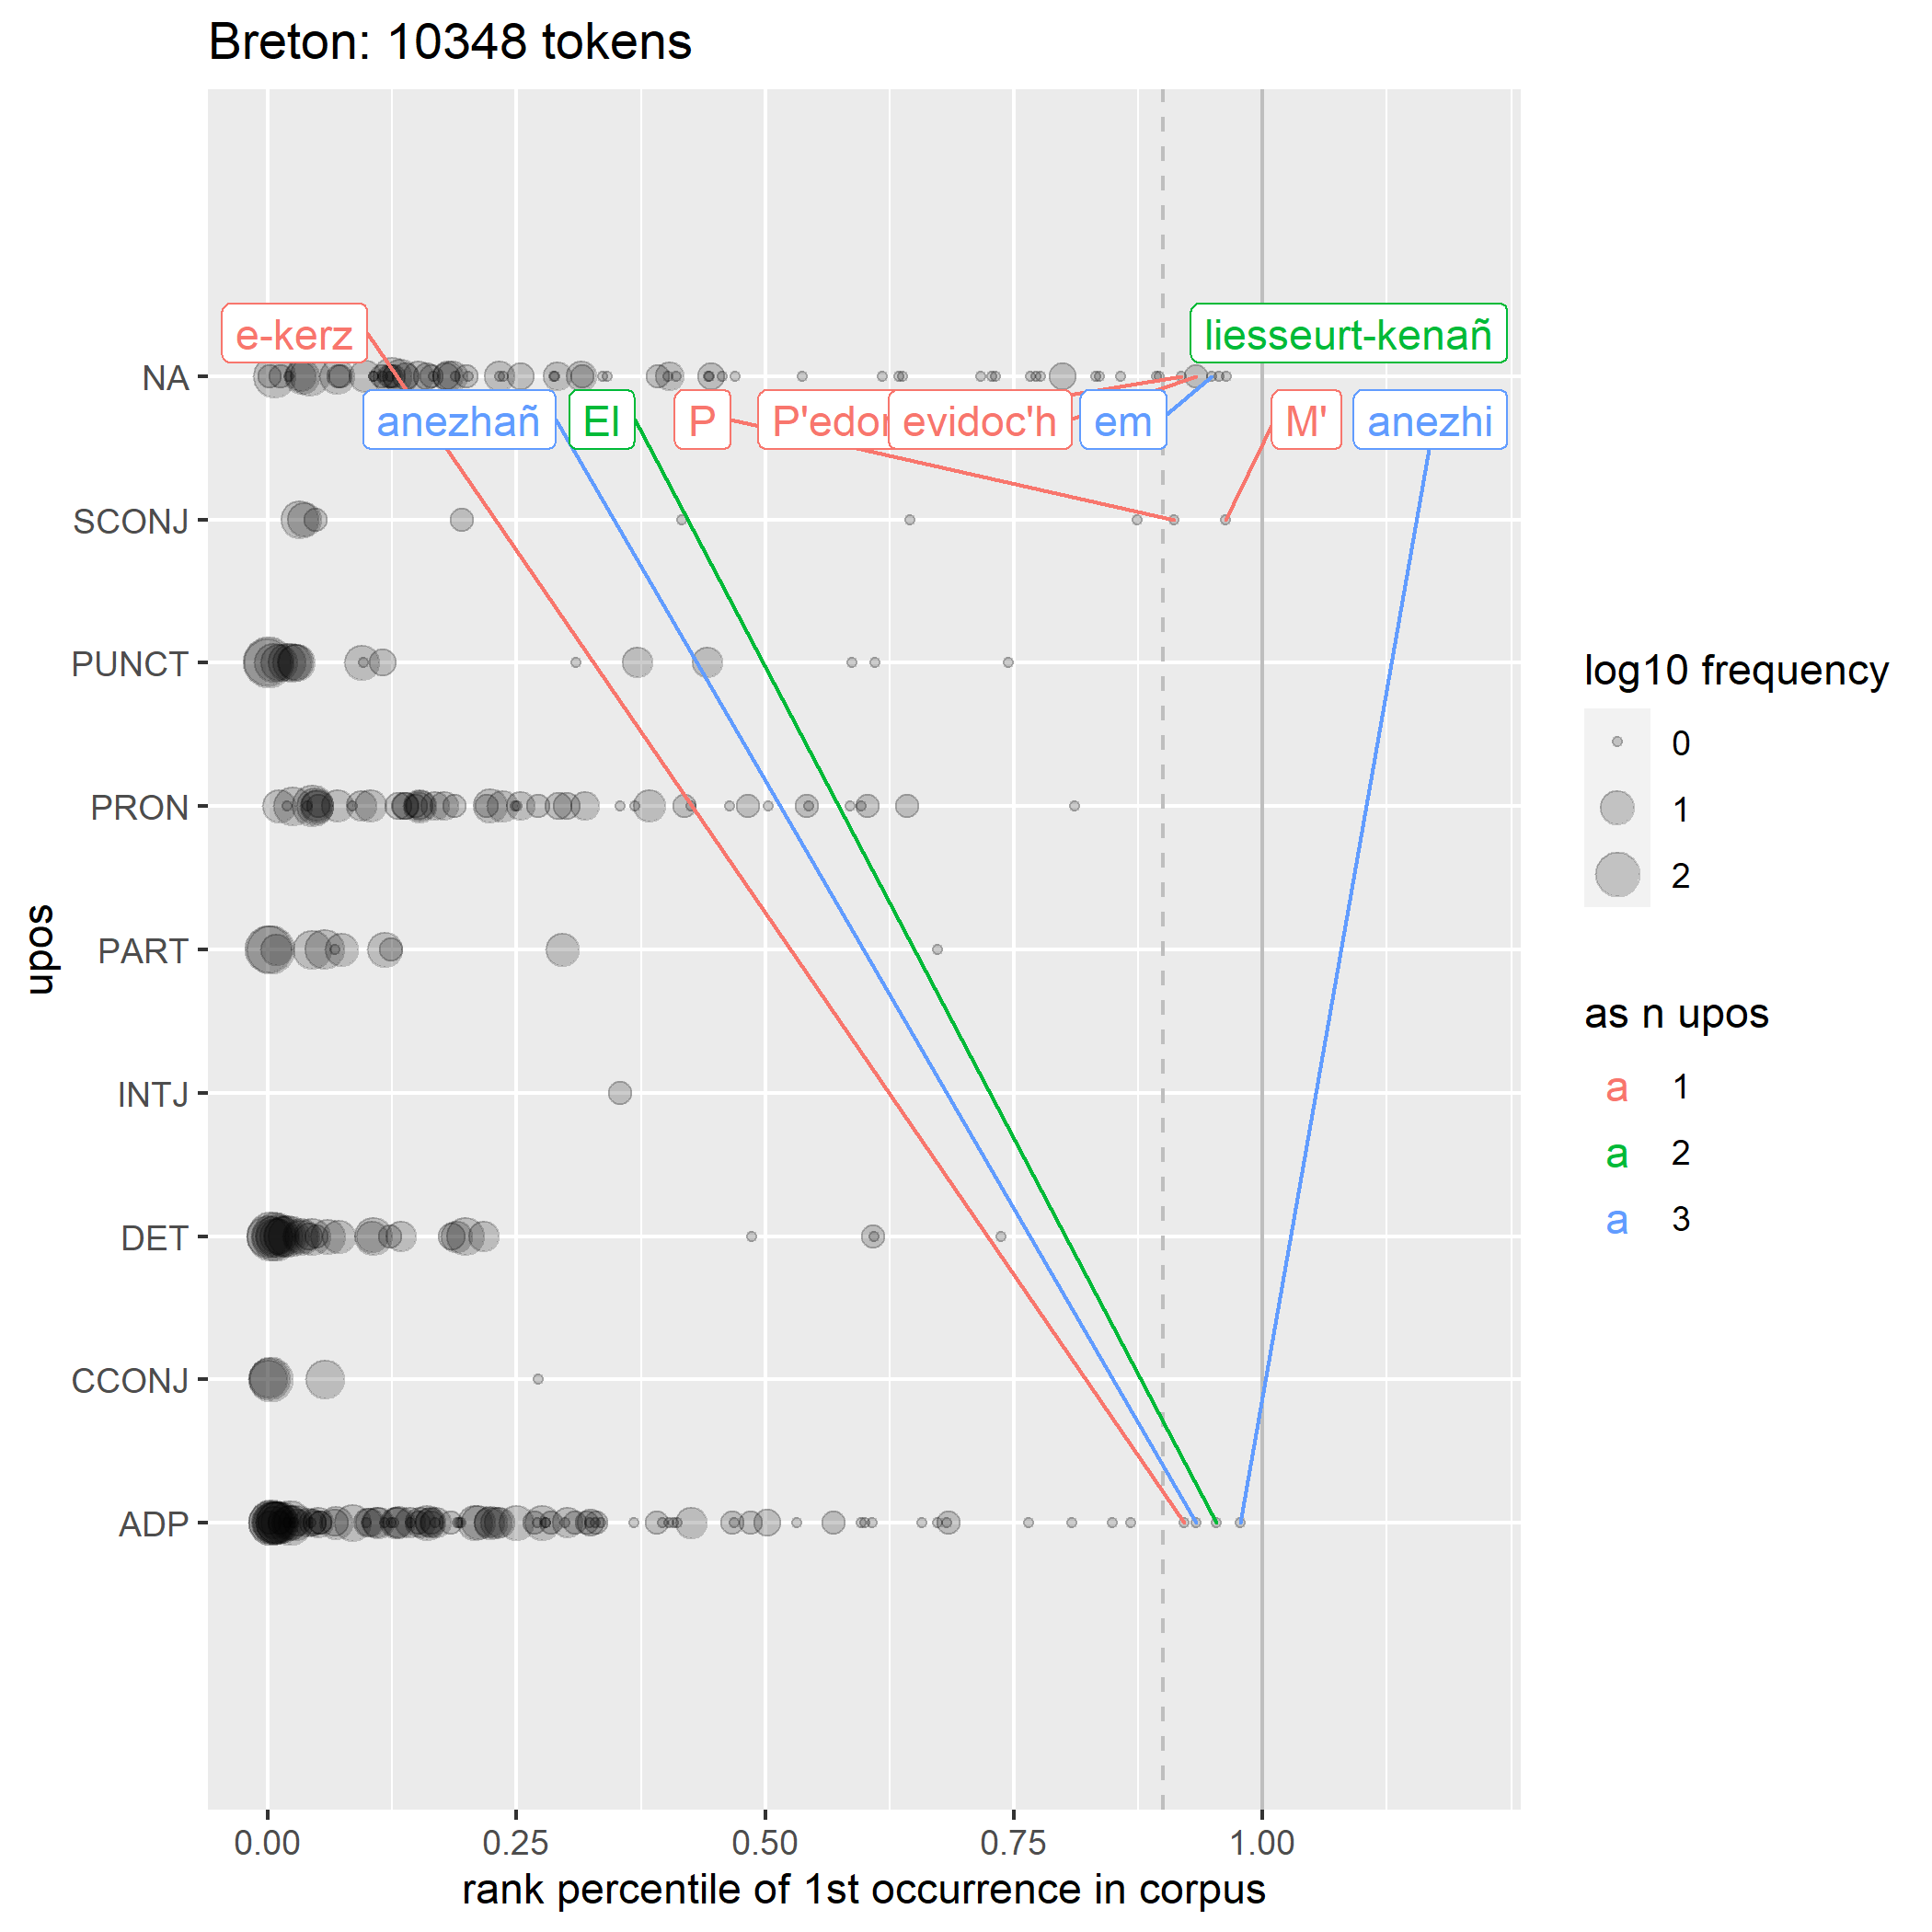 Breton: 10348 tokens
e-kerz
liesseurt-kenañ
NA
anezhañ
El
P
P'edor
evidoc'h
em
M'
anezhi
SCONJ
PUNCT
PRON
PART
INTJ
DET
CCONJ
ADP
upos
0.00 0.25 0.50 0.75 1.00
rank percentile of 1st occurrence in corpus
log10 frequency
0
1
2
as n upos
a 1
a 2
a 3